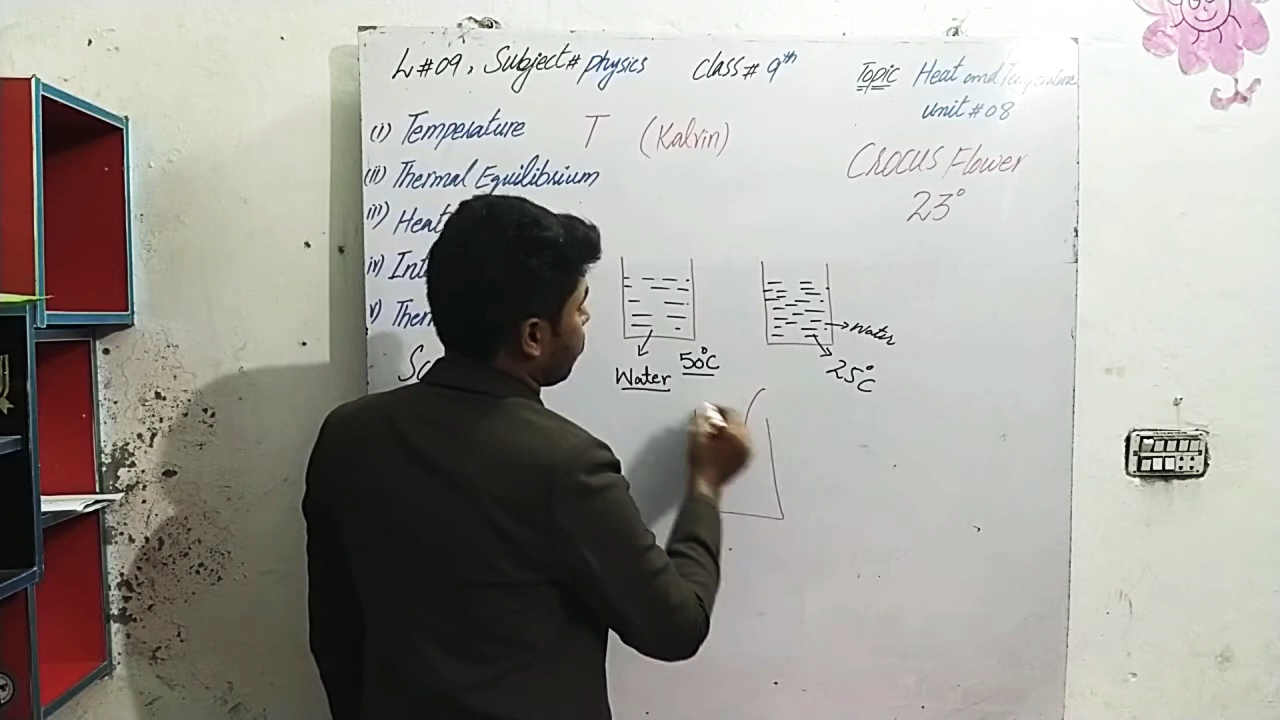 L#09, Subject# physics class# 9th Topic Heat and Temperature
unit#08
(i) Temperature T (Kalvin)
(ii) Thermal Equilibrium
Crocus Flower
23°
iii) Heat
iv) Int
v) Ther
Water 50°C
Water
25°C